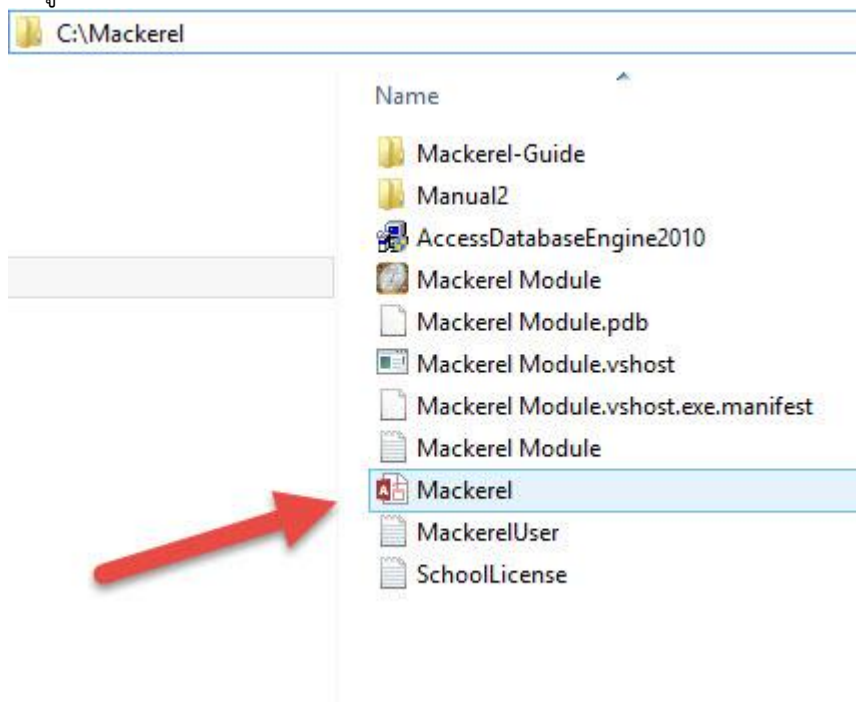 C:\Mackerel
Name
Mackerel-Guide
Manual2
AccessDatabaseEngine2010
Mackerel Module
Mackerel Module.pdb
Mackerel Module.vshost
Mackerel Module.vshost.exe.manifest
Mackerel Module
Mackerel
MackerelUser
SchoolLicense